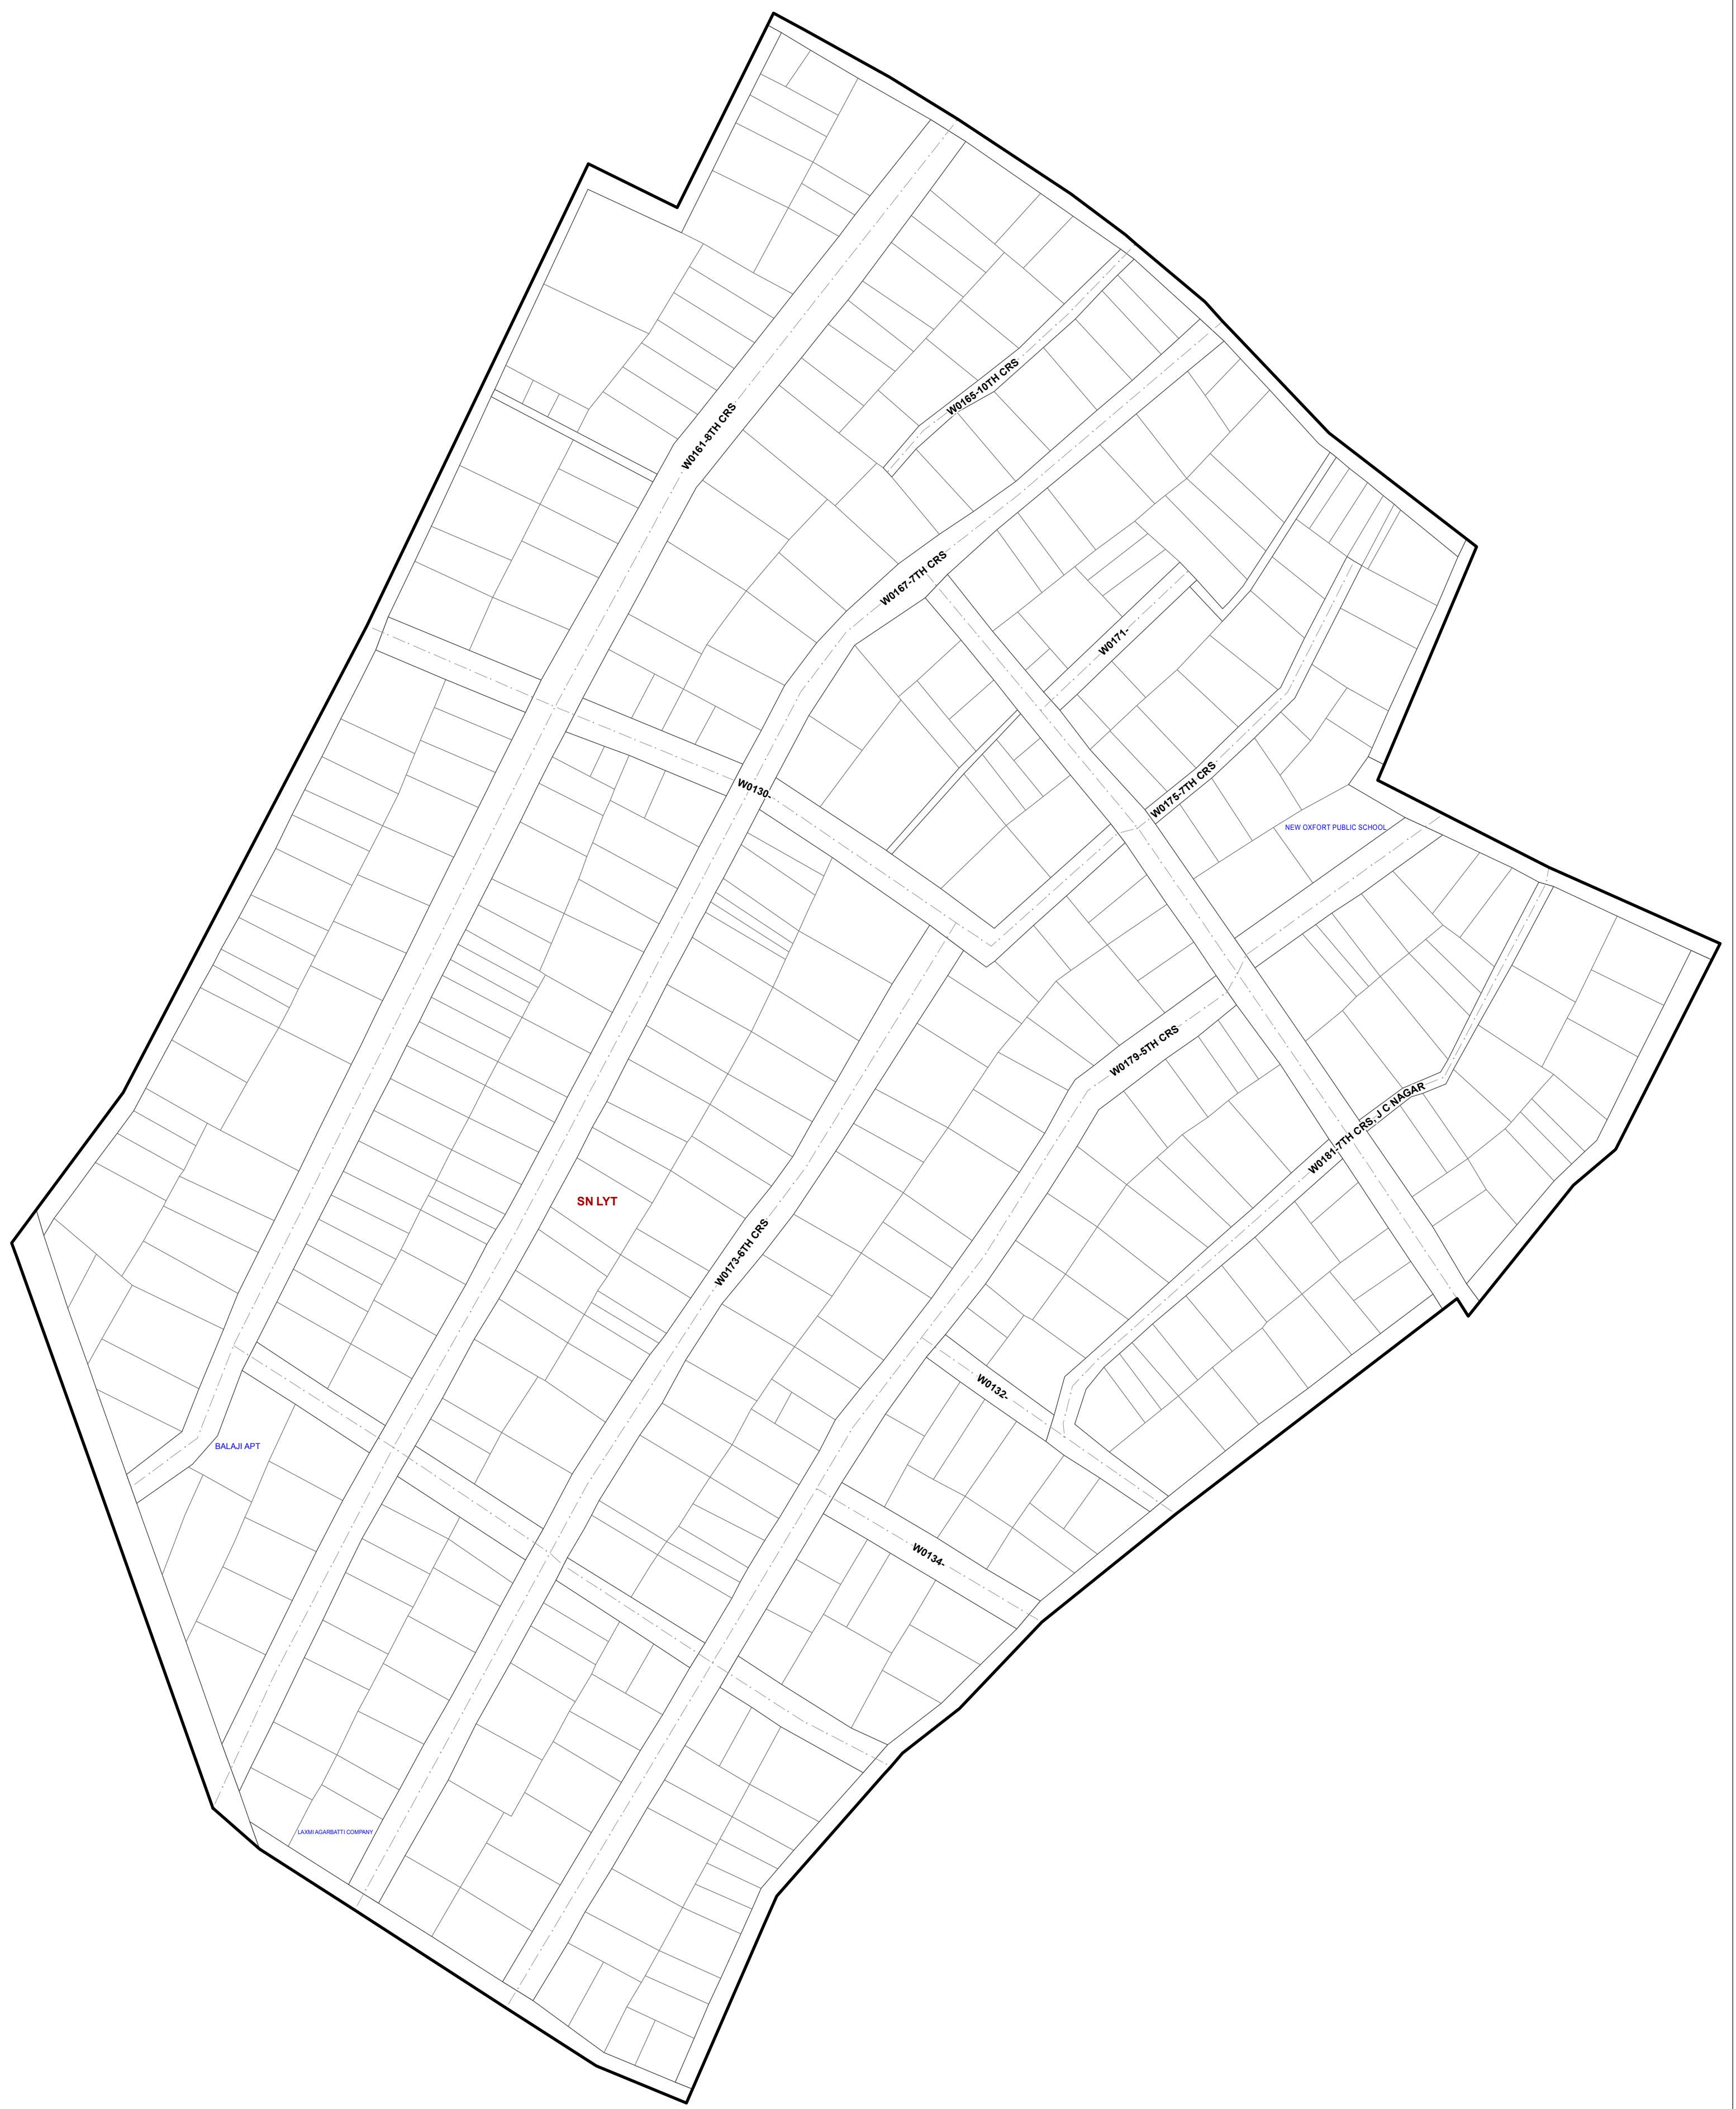 W0165-10TH CRS
W0161-8TH CRS
W0167-7TH CRS
W0171-
W0175-7TH CRS
W0130-
NEW OXFORT PUBLIC SCHOOL
W0179-5TH CRS
W0181-7TH CRS, J C NAGAR
SN LYT
W0173-6TH CRS
W0132-
BALAJI APT
W0134-
LAXMI AGARBATTI COMPANY